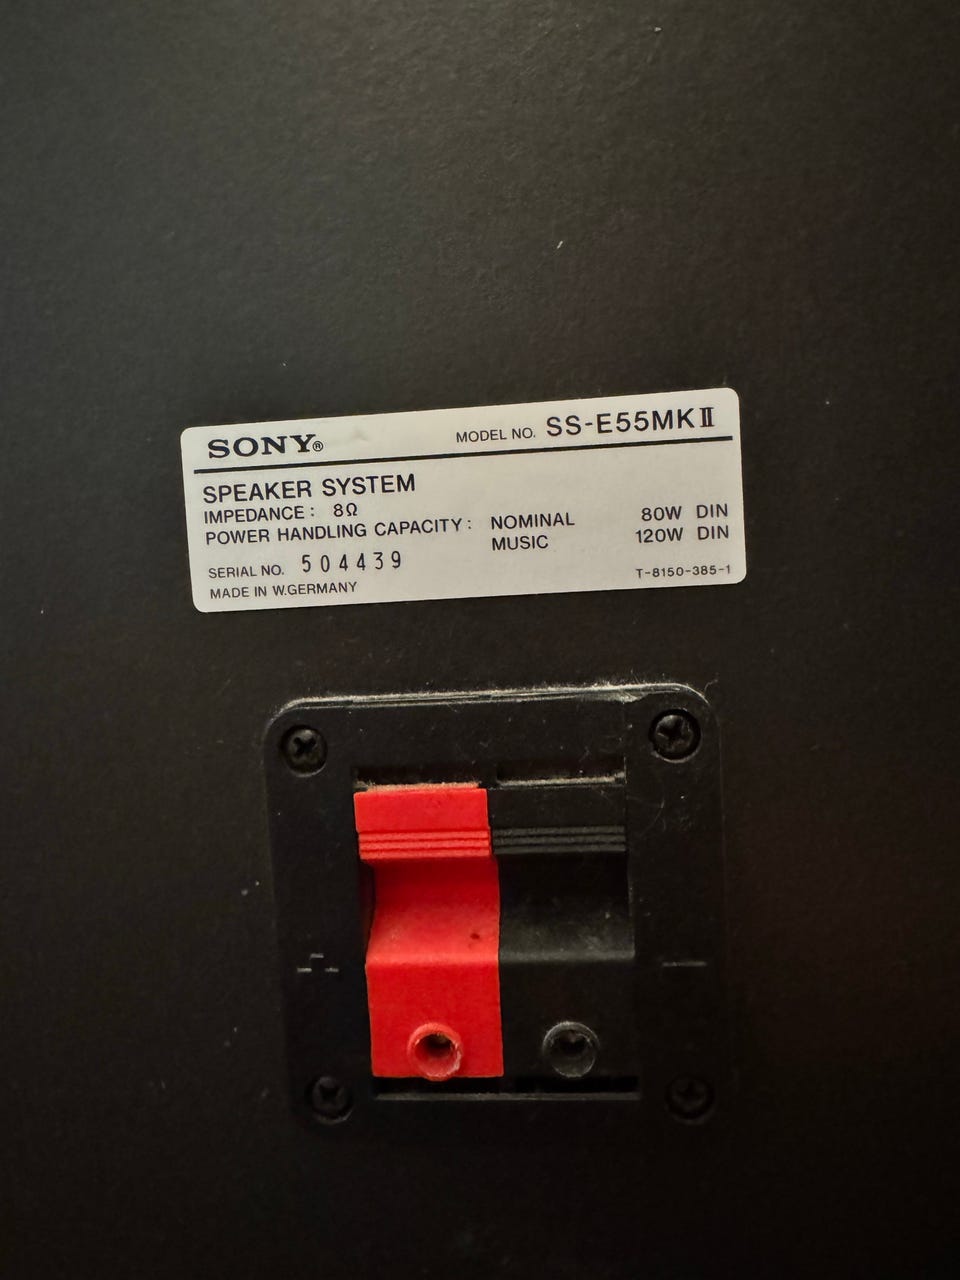 SONY®
MODEL NO. SS-E55MKⅡ
SPEAKER SYSTEM
IMPEDANCE: 8Ω
POWER HANDLING CAPACITY: NOMINAL 80W DIN
MUSIC 120W DIN
SERIAL NO. 504439
MADE IN W.GERMANY
T-8150-385-1
+ −